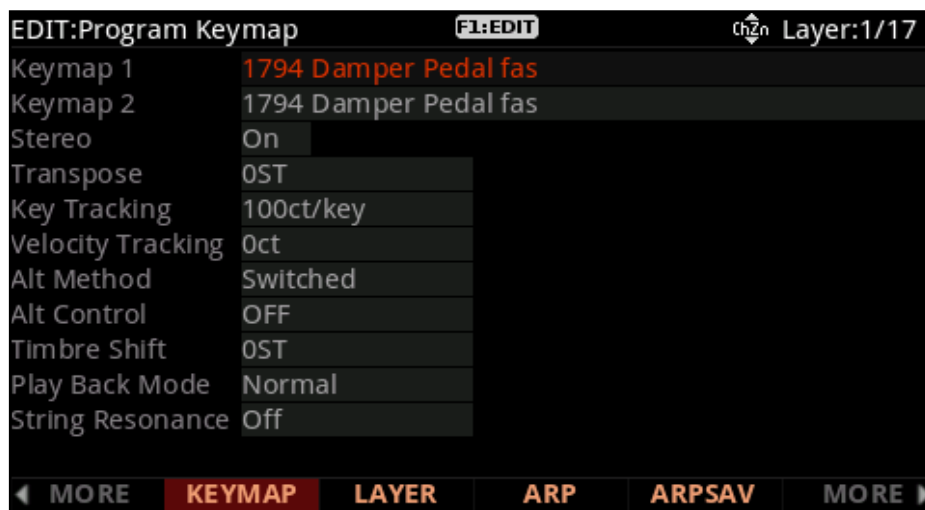 EDIT:Program Keymap F1:EDIT ChZn Layer:1/17
Keymap 1 1794 Damper Pedal fas
Keymap 2 1794 Damper Pedal fas
Stereo On
Transpose 0ST
Key Tracking 100ct/key
Velocity Tracking 0ct
Alt Method Switched
Alt Control OFF
Timbre Shift 0ST
Play Back Mode Normal
String Resonance Off
MORE KEYMAP LAYER ARP ARPSAV MORE